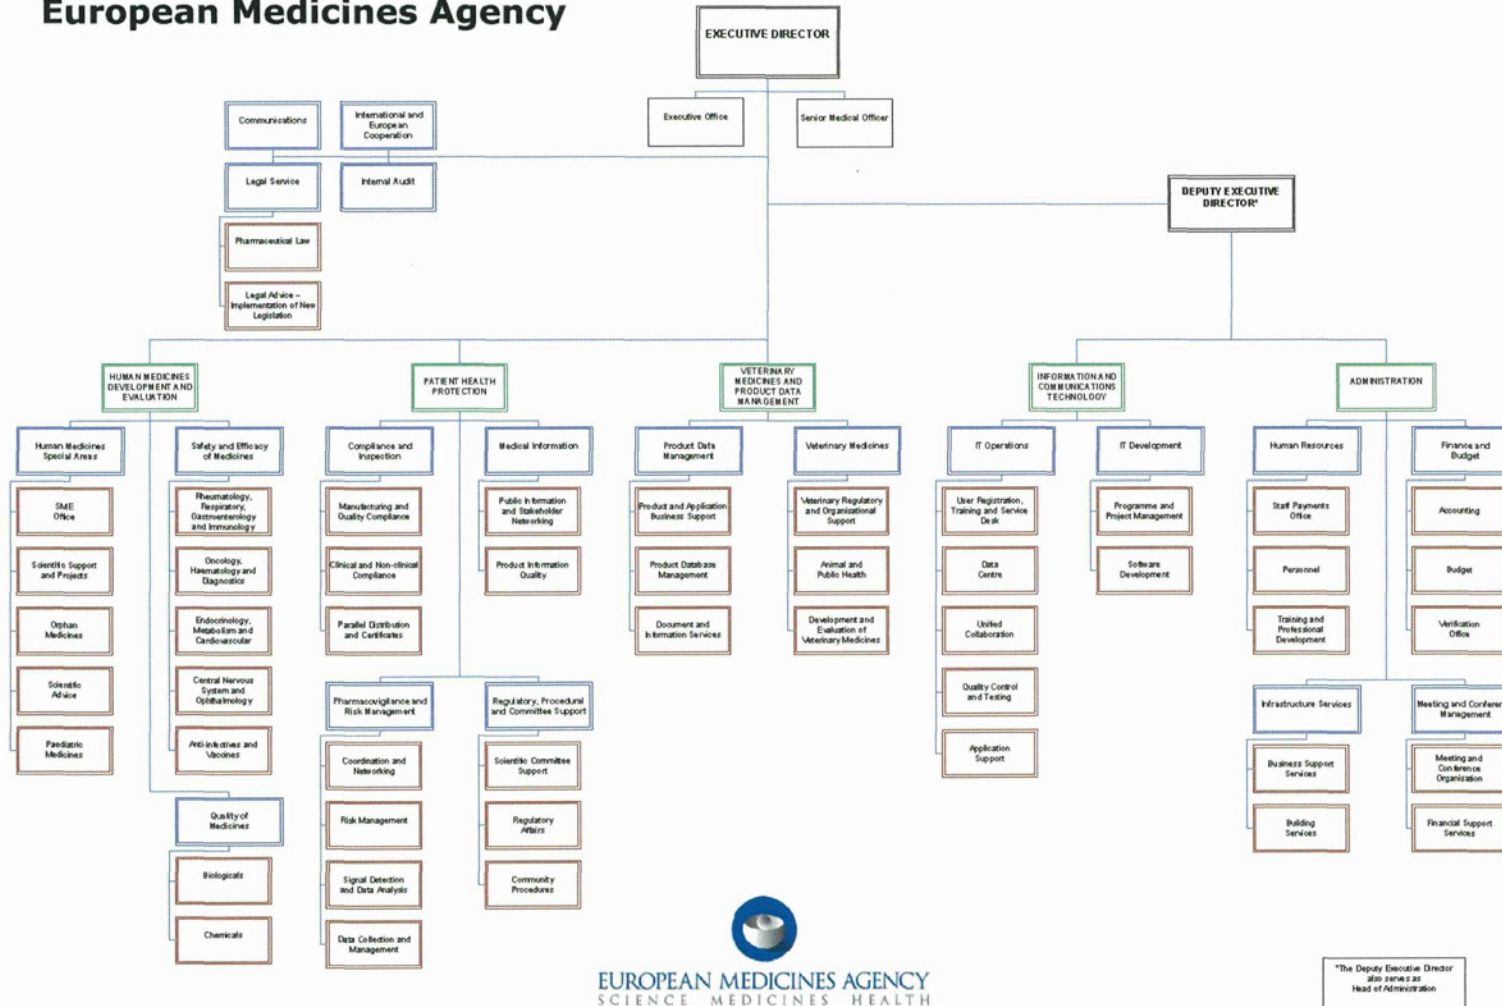 European Medicines Agency
EXECUTIVE DIRECTOR
Executive Office
Senior Medical Officer
Communications
International and
European
Cooperation
Legal Service
Internal Audit
Pharmaceutical Law
Legal Advice –
Implementation of New
Legislation
DEPUTY EXECUTIVE
DIRECTOR*
HUMAN MEDICINES
DEVELOPMENT AND
EVALUATION
PATIENT HEALTH
PROTECTION
VETERINARY
MEDICINES AND
PRODUCT DATA
MANAGEMENT
INFORMATION AND
COMMUNICATIONS
TECHNOLOGY
ADMINISTRATION
Human Medicines
Special Areas
SME
Office
Scientific Support
and Projects
Orphan
Medicines
Scientific
Advice
Paediatric
Medicines
Safety and Efficacy
of Medicines
Rheumatology,
Respiratory,
Gastroenterology
and Immunology
Oncology,
Haematology and
Diagnostics
Endocrinology,
Metabolism and
Cardiovascular
Central Nervous
System and
Ophthalmology
Anti-infectives and
Vaccines
Quality of
Medicines
Biologicals
Chemicals
Compliance and
Inspection
Manufacturing and
Quality Compliance
Clinical and Non-clinical
Compliance
Parallel Distribution
and Certificates
Medical Information
Public Information
and Stakeholder
Networking
Product Information
Quality
Pharmacovigilance and
Risk Management
Coordination and
Networking
Risk Management
Signal Detection
and Data Analysis
Data Collection and
Management
Regulatory, Procedural
and Committee Support
Scientific Committee
Support
Regulatory
Affairs
Community
Procedures
Product Data
Management
Product and Application
Business Support
Product Database
Management
Document and
Information Services
Veterinary Medicines
Veterinary Regulatory
and Organisational
Support
Animal and
Public Health
Development and
Evaluation of
Veterinary Medicines
IT Operations
User Registration,
Training and Service
Desk
Data
Centre
Unified
Collaboration
Quality Control
and Testing
Application
Support
IT Development
Programme and
Project Management
Software
Development
Human Resources
Staff Payments
Office
Personnel
Training and
Professional
Development
Finance and
Budget
Accounting
Budget
Verification
Office
Infrastructure Services
Business Support
Services
Building
Services
Meeting and Conferen
Management
Meeting and
Conference
Organisation
Financial Support
Services
EUROPEAN MEDICINES AGENCY
SCIENCE MEDICINES HEALTH
*The Deputy Executive Director
also serves as
Head of Administration